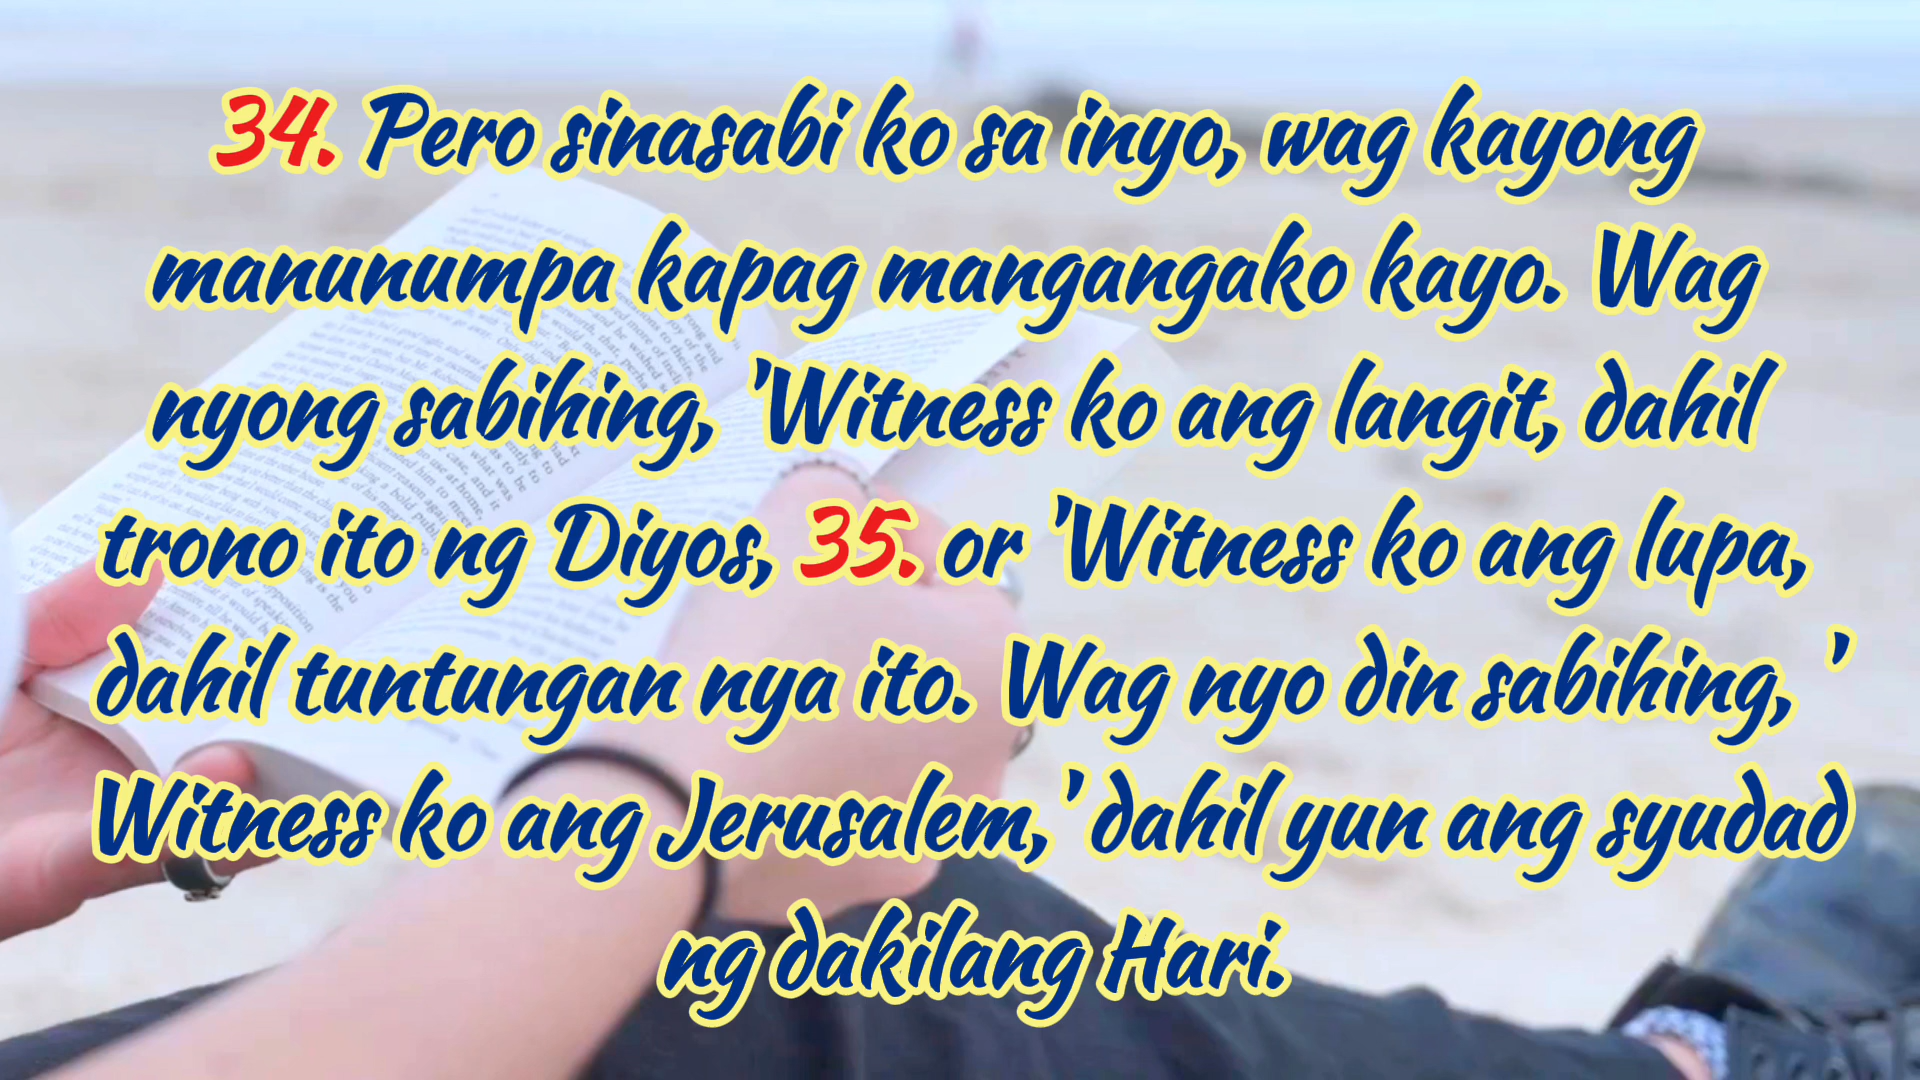 34. Pero sinasabi ko sa inyo, wag kayong
manunumpa kapag mangangako kayo. Wag
nyong sabihing, 'Witness ko ang langit, dahil
trono ito ng Diyos, 35. or 'Witness ko ang lupa,
dahil tuntungan nya ito. Wag nyo din sabihing, '
Witness ko ang Jerusalem,' dahil yun ang syudad
ng dakilang Hari.